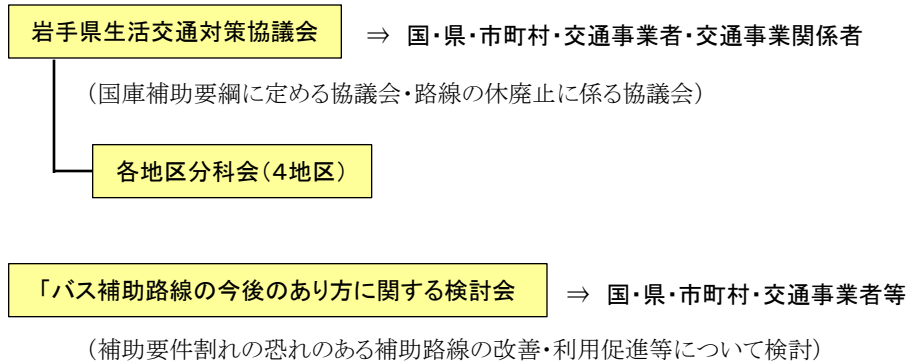 岩手県生活交通対策協議会 ⇒ 国・県・市町村・交通事業者・交通事業関係者
(国庫補助要綱に定める協議会・路線の休廃止に係る協議会)
各地区分科会(4地区)
「バス補助路線の今後のあり方に関する検討会 ⇒ 国・県・市町村・交通事業者等
(補助要件割れの恐れのある補助路線の改善・利用促進等について検討)